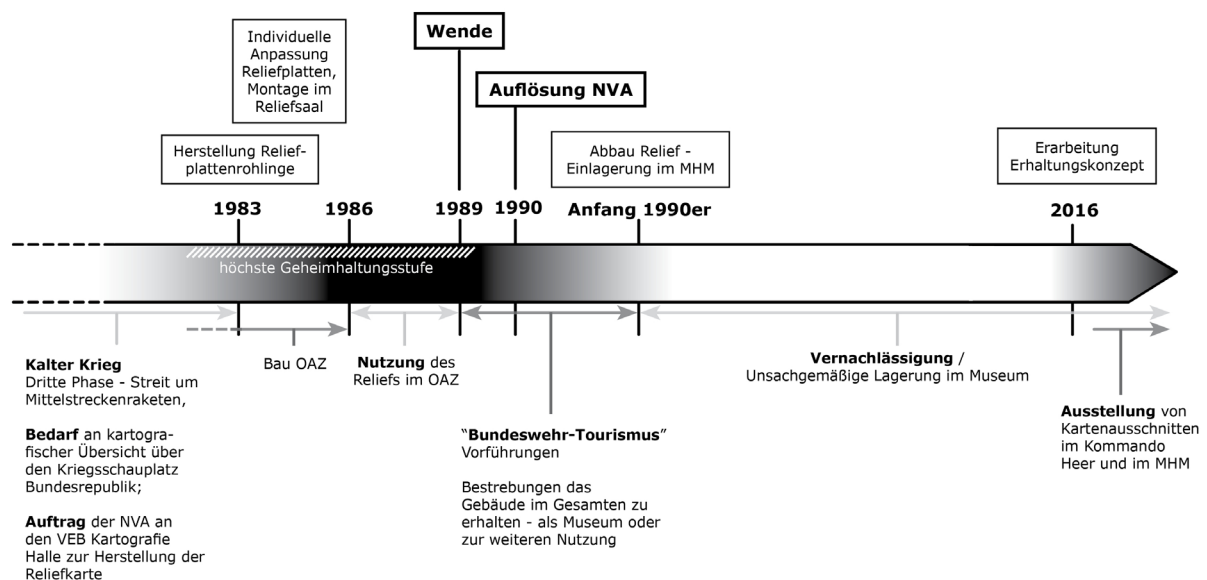 Individuelle
Anpassung
Reliefplatten,
Montage im
Reliefsaal
Wende
Auflösung NVA
Herstellung Relief-
plattenrohlinge
Abbau Relief -
Einlagerung im MHM
Erarbeitung
Erhaltungskonzept
1983
1986
1989
1990
Anfang 1990er
2016
höchste Geheimhaltungsstufe
Kalter Krieg
Dritte Phase - Streit um
Mittelstreckenraketen,
Bedarf an kartogra-
fischer Übersicht über
den Kriegsschauplatz
Bundesrepublik;
Auftrag der NVA an
den VEB Kartografie
Halle zur Herstellung der
Reliefkarte
Bau OAZ
Nutzung des
Reliefs im OAZ
"Bundeswehr-Tourismus"
Vorführungen
Bestrebungen das
Gebäude im Gesamten zu
erhalten - als Museum oder
zur weiteren Nutzung
Vernachlässigung /
Unsachgemäßige Lagerung im Museum
Ausstellung von
Kartenausschnitten
im Kommando
Heer und im MHM